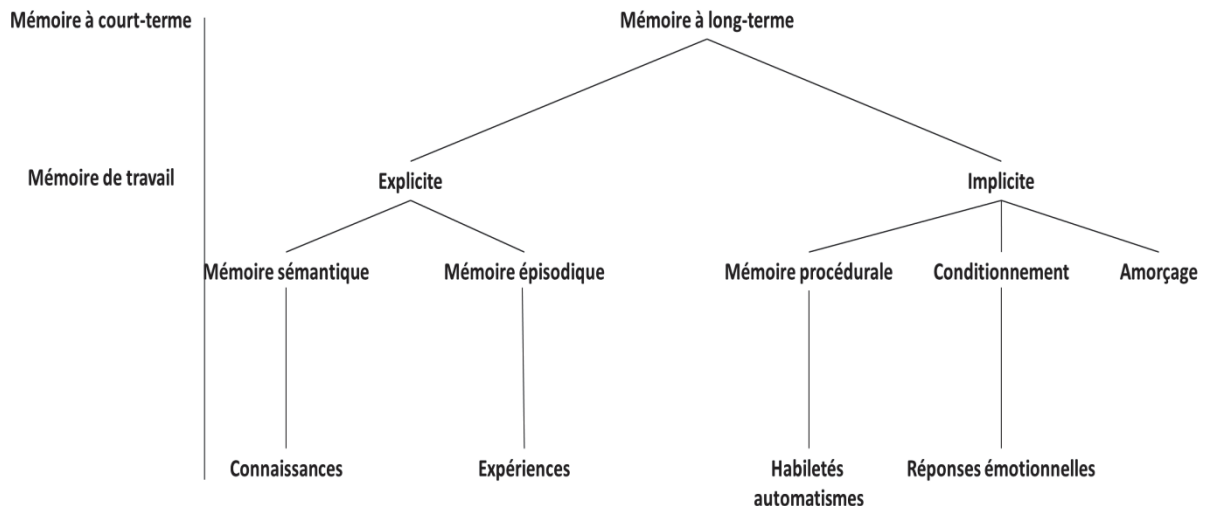 Mémoire à court-terme
Mémoire à long-terme
Mémoire de travail
Explicite
Implicite
Mémoire sémantique
Mémoire épisodique
Mémoire procédurale
Conditionnement
Amorçage
Connaissances
Expériences
Habiletés
automatismes
Réponses émotionnelles